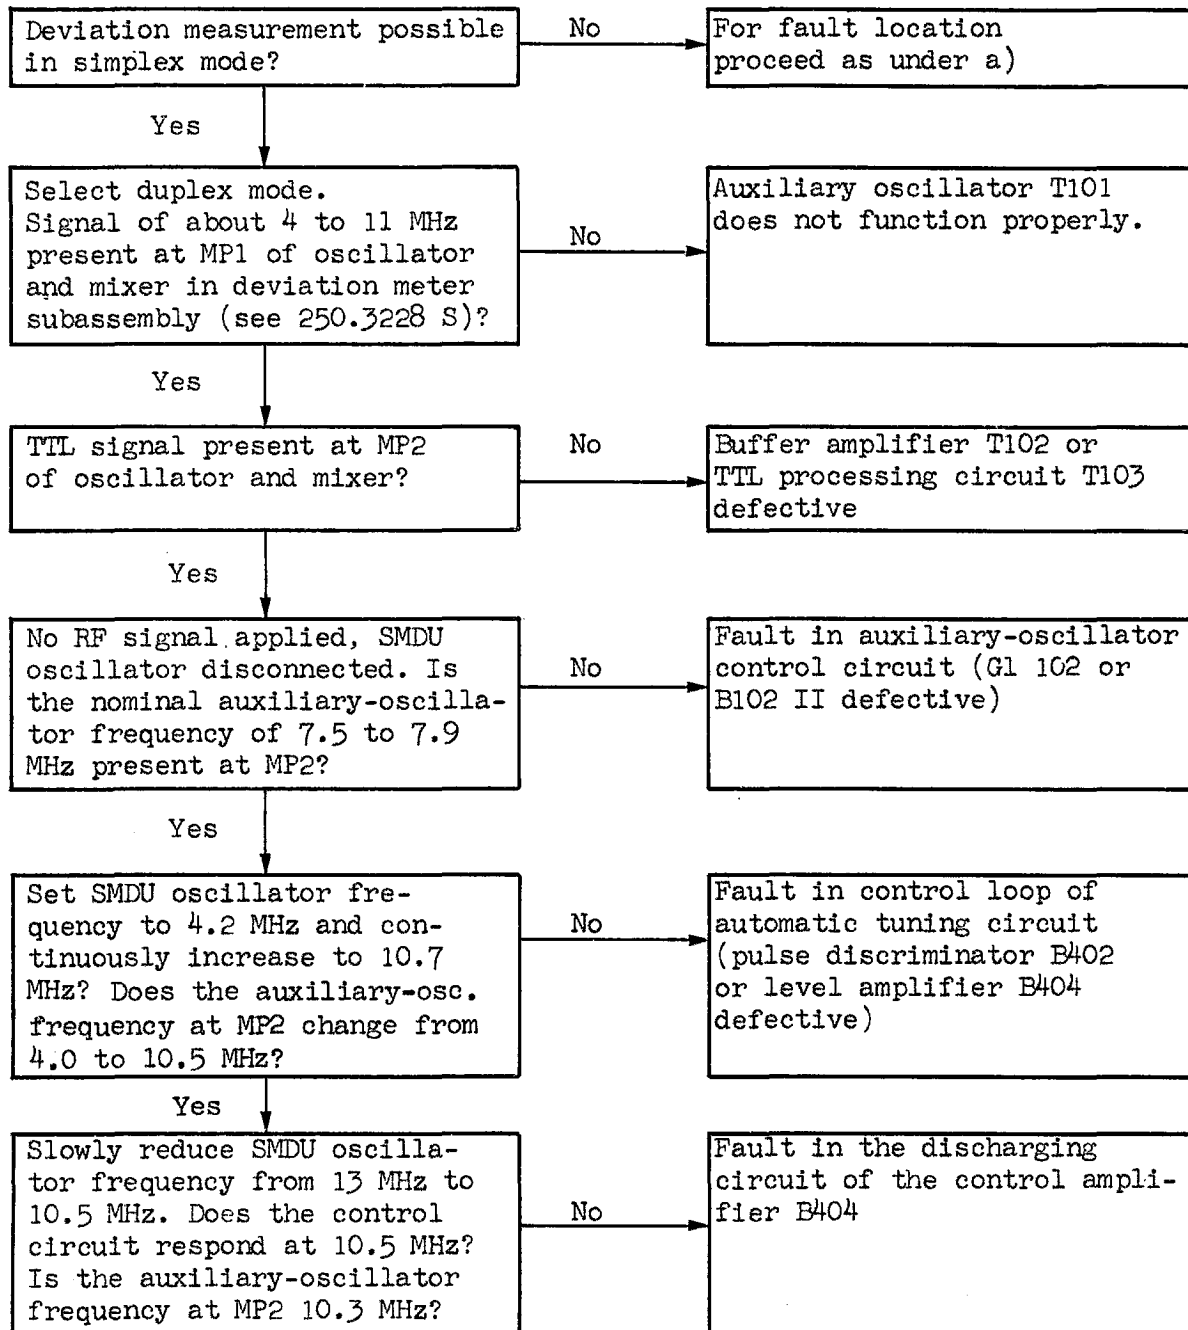 Deviation measurement possible
in simplex mode?
No
For fault location
proceed as under a)
Yes
Select duplex mode.
Signal of about 4 to 11 MHz
present at MP1 of oscillator
and mixer in deviation meter
subassembly (see 250.3228 S)?
No
Auxiliary oscillator T101
does not function properly.
Yes
TTL signal present at MP2
of oscillator and mixer?
No
Buffer amplifier T102 or
TTL processing circuit T103
defective
Yes
No RF signal applied, SMDU
oscillator disconnected. Is
the nominal auxiliary-oscilla-
tor frequency of 7.5 to 7.9
MHz present at MP2?
No
Fault in auxiliary-oscillator
control circuit (Gl 102 or
B102 II defective)
Yes
Set SMDU oscillator fre-
quency to 4.2 MHz and con-
tinuously increase to 10.7
MHz? Does the auxiliary-osc.
frequency at MP2 change from
4.0 to 10.5 MHz?
No
Fault in control loop of
automatic tuning circuit
(pulse discriminator B402
or level amplifier B404
defective)
Yes
Slowly reduce SMDU oscilla-
tor frequency from 13 MHz to
10.5 MHz. Does the control
circuit respond at 10.5 MHz?
Is the auxiliary-oscillator
frequency at MP2 10.3 MHz?
No
Fault in the discharging
circuit of the control ampli-
fier B404